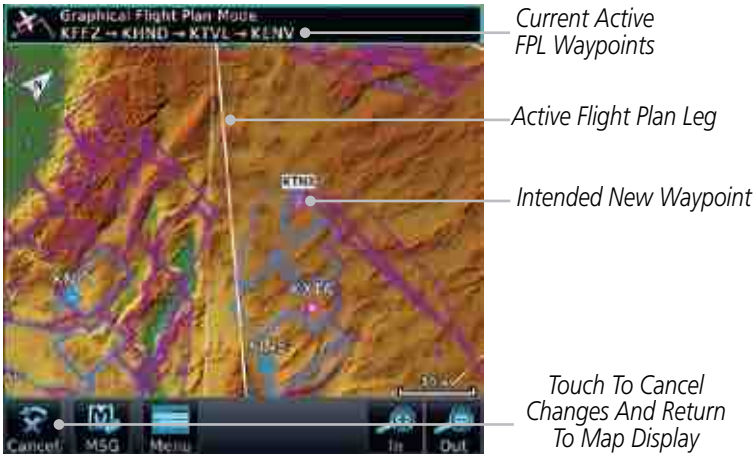 Graphical Flight Plan Mode
KFFZ → KHND → KTVL → KENV
Current Active
FPL Waypoints
Active Flight Plan Leg
Intended New Waypoint
KXTA
Cancel
MSG
Menu
In
Out
Touch To Cancel
Changes And Return
To Map Display